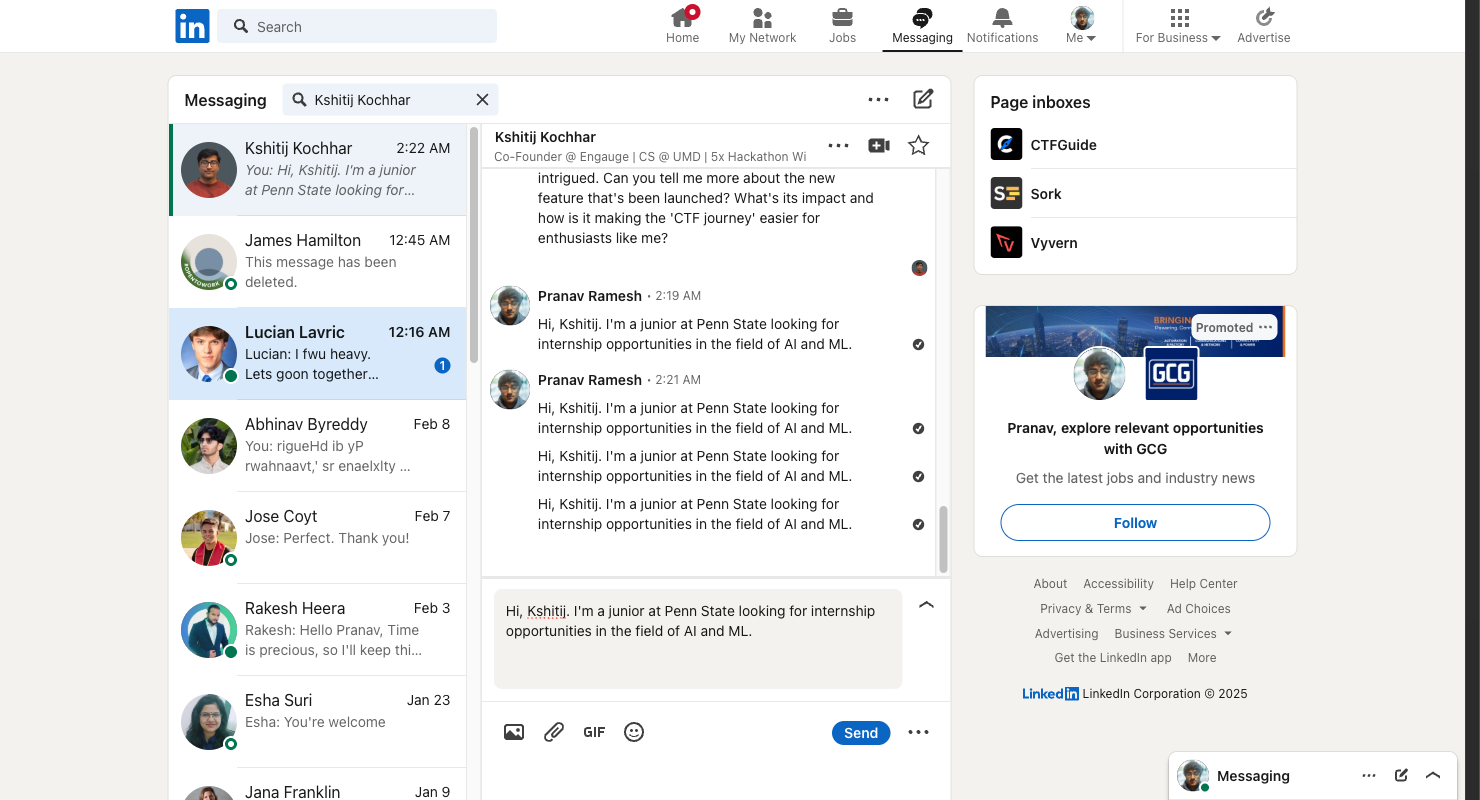 in
Search
Home
My Network
Jobs
Messaging
Notifications
Me
For Business
Advertise
Messaging
Kshitij Kochhar
Kshitij Kochhar
2:22 AM
You: Hi, Kshitij. I'm a junior
at Penn State looking for…
James Hamilton
12:45 AM
This message has been
deleted.
#OPENTOWORK
Lucian Lavric
12:16 AM
Lucian: I fwu heavy.
Lets goon together…
1
Abhinav Byreddy
Feb 8
You: rigueHd ib yP
rwahnaavt,' sr enaelxlty …
Jose Coyt
Feb 7
Jose: Perfect. Thank you!
Rakesh Heera
Feb 3
Rakesh: Hello Pranav, Time
is precious, so I'll keep thi…
Esha Suri
Jan 23
Esha: You're welcome
Jana Franklin
Jan 9
Kshitij Kochhar
Co-Founder @ Engauge | CS @ UMD | 5x Hackathon Wi
intrigued. Can you tell me more about the new
feature that's been launched? What's its impact and
how is it making the 'CTF journey' easier for
enthusiasts like me?
Pranav Ramesh • 2:19 AM
Hi, Kshitij. I'm a junior at Penn State looking for
internship opportunities in the field of AI and ML.
Pranav Ramesh • 2:21 AM
Hi, Kshitij. I'm a junior at Penn State looking for
internship opportunities in the field of AI and ML.
Hi, Kshitij. I'm a junior at Penn State looking for
internship opportunities in the field of AI and ML.
Hi, Kshitij. I'm a junior at Penn State looking for
internship opportunities in the field of AI and ML.
Hi, Kshitij. I'm a junior at Penn State looking for internship
opportunities in the field of AI and ML.
GIF
Send
Page inboxes
CTFGuide
Sork
Vyvern
BRINGING
Promoted
GCG
Pranav, explore relevant opportunities
with GCG
Get the latest jobs and industry news
Follow
About
Accessibility
Help Center
Privacy & Terms
Ad Choices
Advertising
Business Services
Get the LinkedIn app
More
LinkedIn LinkedIn Corporation © 2025
Messaging